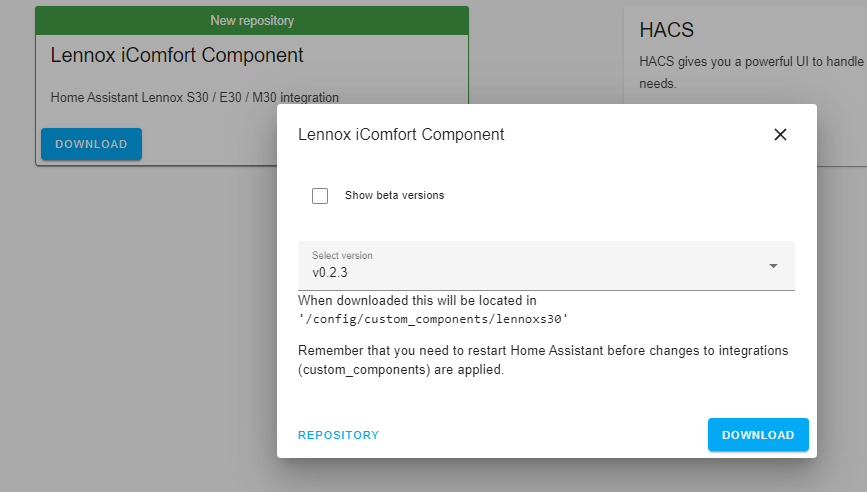 New repository
Lennox iComfort Component
Home Assistant Lennox S30 / E30 / M30 integration
DOWNLOAD
HACS
HACS gives you a powerful UI to handle
needs.
Lennox iComfort Component
Show beta versions
Select version
v0.2.3
When downloaded this will be located in
'/config/custom_components/lennoxs30'
Remember that you need to restart Home Assistant before changes to integrations
(custom_components) are applied.
REPOSITORY
DOWNLOAD